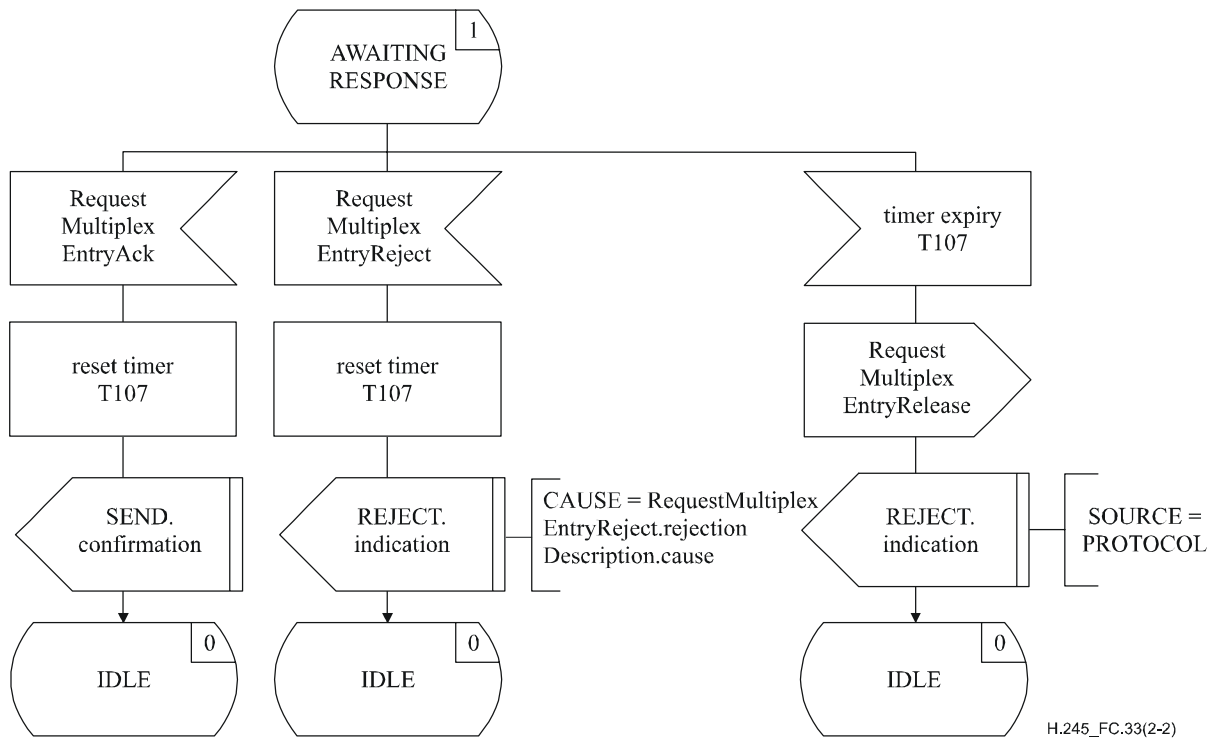 1
AWAITING
RESPONSE
Request
Multiplex
EntryAck
Request
Multiplex
EntryReject
timer expiry
T107
reset timer
T107
reset timer
T107
Request
Multiplex
EntryRelease
SEND.
confirmation
REJECT.
indication
CAUSE = RequestMultiplex
EntryReject.rejection
Description.cause
REJECT.
indication
SOURCE =
PROTOCOL
0
IDLE
0
IDLE
0
IDLE
H.245_FC.33(2-2)